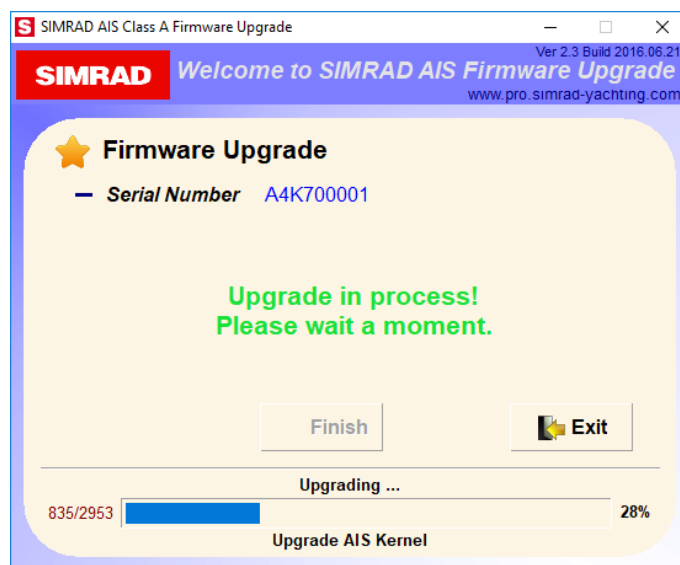 S SIMRAD AIS Class A Firmware Upgrade
Ver 2.3 Build 2016.06.21
SIMRAD Welcome to SIMRAD AIS Firmware Upgrade
www.pro.simrad-yachting.com
Firmware Upgrade
Serial Number A4K700001
Upgrade in process!
Please wait a moment.
Finish Exit
Upgrading ...
835/2953 28%
Upgrade AIS Kernel